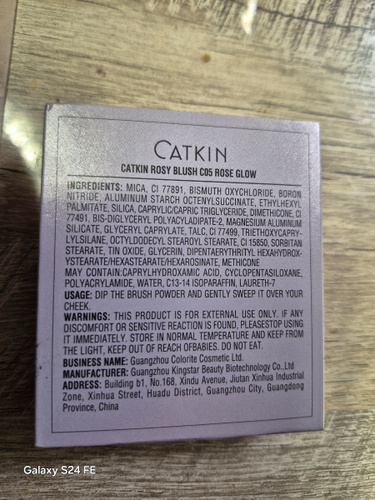 CATKIN
CATKIN ROSY BLUSH C05 ROSE GLOW
INGREDIENTS: MICA, CI 77891, BISMUTH OXYCHLORIDE, BORON
NITRIDE, ALUMINUM STARCH OCTENYLSUCCINATE, ETHYLHEXYL
PALMITATE, SILICA, CAPRYLIC/CAPRIC TRIGLYCERIDE, DIMETHICONE, CI
77491, BIS-DIGLYCERYL POLYACYLADIPATE-2, MAGNESIUM ALUMINUM
SILICATE, GLYCERYL CAPRYLATE, TALC, CI 77499, TRIETHOXYCAPRY-
LYLSILANE, OCTYLDODECYL STEAROYL STEARATE, CI 15850, SORBITAN
STEARATE, TIN OXIDE, GLYCERIN, DIPENTAERYTHRITYL HEXAHYDROX-
YSTEARATE/HEXASTEARATE/HEXAROSINATE, METHICONE
MAY CONTAIN:CAPRYLHYDROXAMIC ACID, CYCLOPENTASILOXANE,
POLYACRYLAMIDE, WATER, C13-14 ISOPARAFFIN, LAURETH-7
USAGE: DIP THE BRUSH POWDER AND GENTLY SWEEP IT OVER YOUR
CHEEK.
WARNINGS: THIS PRODUCT IS FOR EXTERNAL USE ONLY. IF ANY
DISCOMFORT OR SENSITIVE REACTION IS FOUND, PLEASESTOP USING
IT IMMEDIATELY. STORE IN NORMAL TEMPERATURE AND KEEP FROM
THE LIGHT, KEEP OUT OF REACH OFBABIES. DO NOT EAT.
BUSINESS NAME: Guangzhou Colorite Cosmetic Ltd.
MANUFACTURER: Guangzhou Kingstar Beauty Biotechnology Co.,Ltd
ADDRESS: Building b1, No.168, Xindu Avenue, Jiutan Xinhua Industrial
Zone, Xinhua Street, Huadu District, Guangzhou City, Guangdong
Province, China
Galaxy S24 FE